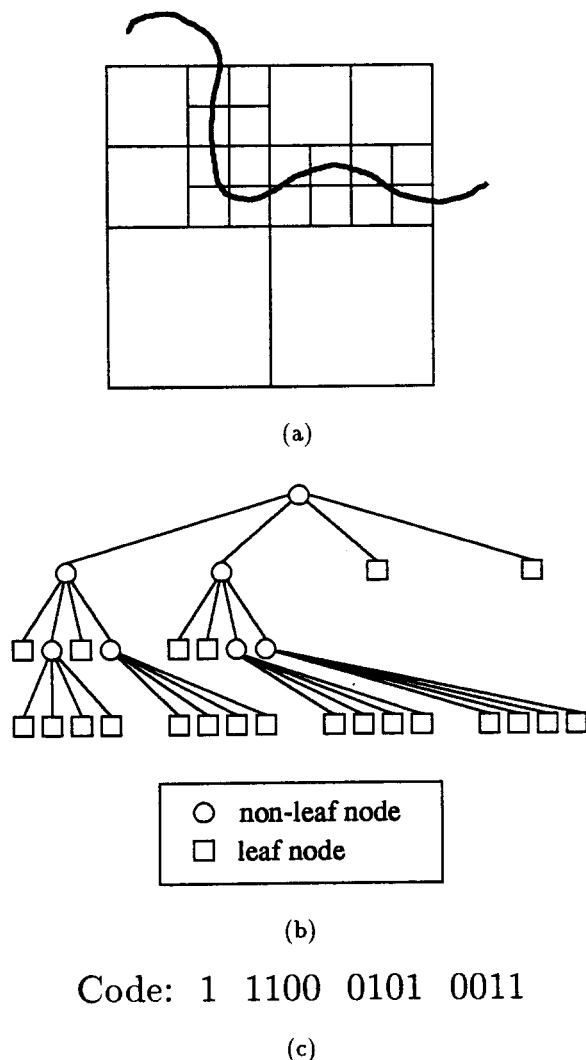 (a)
non-leaf node
leaf node
(b)
Code: 1 1100 0101 0011
(c)